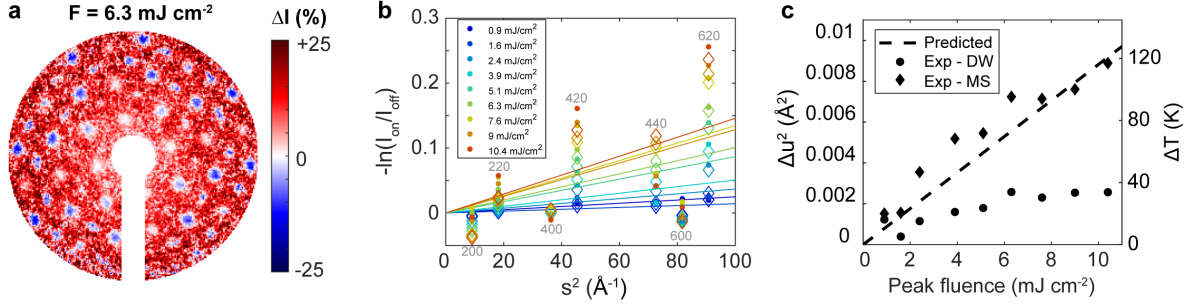 a
F = 6.3 mJ cm-2
ΔI (%)
+25
0
-25
b
0.9 mJ/cm2
1.6 mJ/cm2
2.4 mJ/cm2
3.9 mJ/cm2
5.1 mJ/cm2
6.3 mJ/cm2
7.6 mJ/cm2
9 mJ/cm2
10.4 mJ/cm2
-ln(Ion/Ioff)
0.3
0.25
0.2
0.15
0.1
0.05
0
200
220
400
420
440
600
620
0 20 40 60 80 100
s2 (Å-1)
c
Predicted
Exp - DW
Exp - MS
Δu2 (Å2)
0.01
0.008
0.006
0.004
0.002
0
0 2 4 6 8 10
Peak fluence (mJ cm-2)
120
80
40
0
ΔT (K)